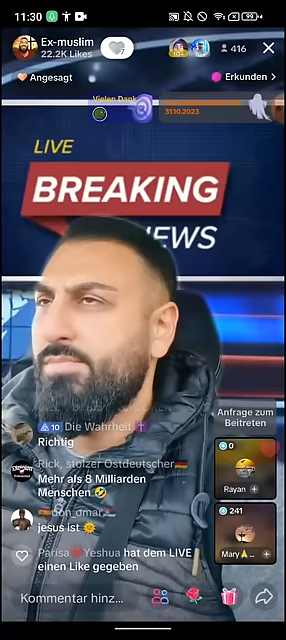 11:30
99
Ex-muslim
22.2K Likes
416
Angesagt
Erkunden >
Vielen Dank
31.10.2023
LIVE
BREAKING
NEWS
Anfrage zum
Beitreten
10 Die Wahrheit
Richtig
Rick, stolzer Ostdeutscher
Mehr als 8 Milliarden
Menschen 🤣
don_omar
jesus ist 🌞
Parisa❤️Yeshua hat dem LIVE
einen Like gegeben
0
Rayan
241
Mary🙏 ..
Kommentar hinz...